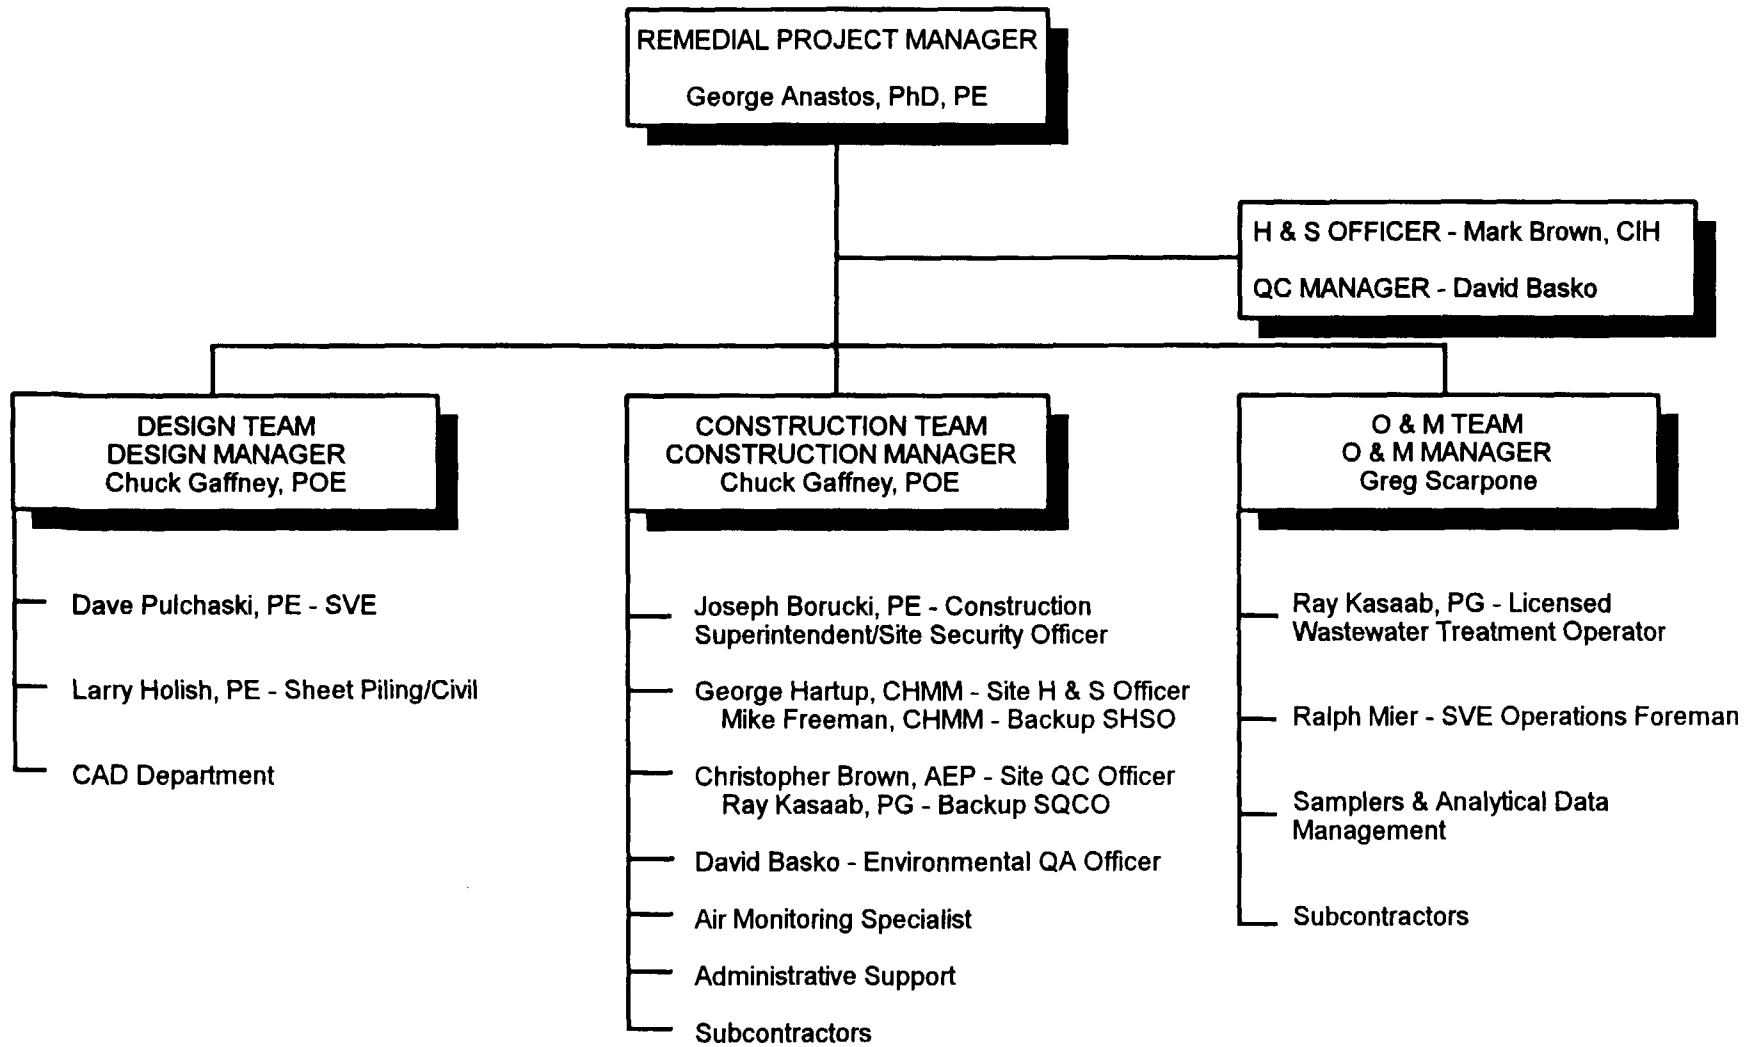 REMEDIAL PROJECT MANAGER
George Anastos, PhD, PE
H & S OFFICER - Mark Brown, CIH
QC MANAGER - David Basko
DESIGN TEAM
DESIGN MANAGER
Chuck Gaffney, POE
Dave Pulchaski, PE - SVE
Larry Holish, PE - Sheet Piling/Civil
CAD Department
CONSTRUCTION TEAM
CONSTRUCTION MANAGER
Chuck Gaffney, POE
Joseph Borucki, PE - Construction
Superintendent/Site Security Officer
George Hartup, CHMM - Site H & S Officer
Mike Freeman, CHMM - Backup SHSO
Christopher Brown, AEP - Site QC Officer
Ray Kasaab, PG - Backup SQCO
David Basko - Environmental QA Officer
Air Monitoring Specialist
Administrative Support
Subcontractors
O & M TEAM
O & M MANAGER
Greg Scarpone
Ray Kasaab, PG - Licensed
Wastewater Treatment Operator
Ralph Mier - SVE Operations Foreman
Samplers & Analytical Data
Management
Subcontractors